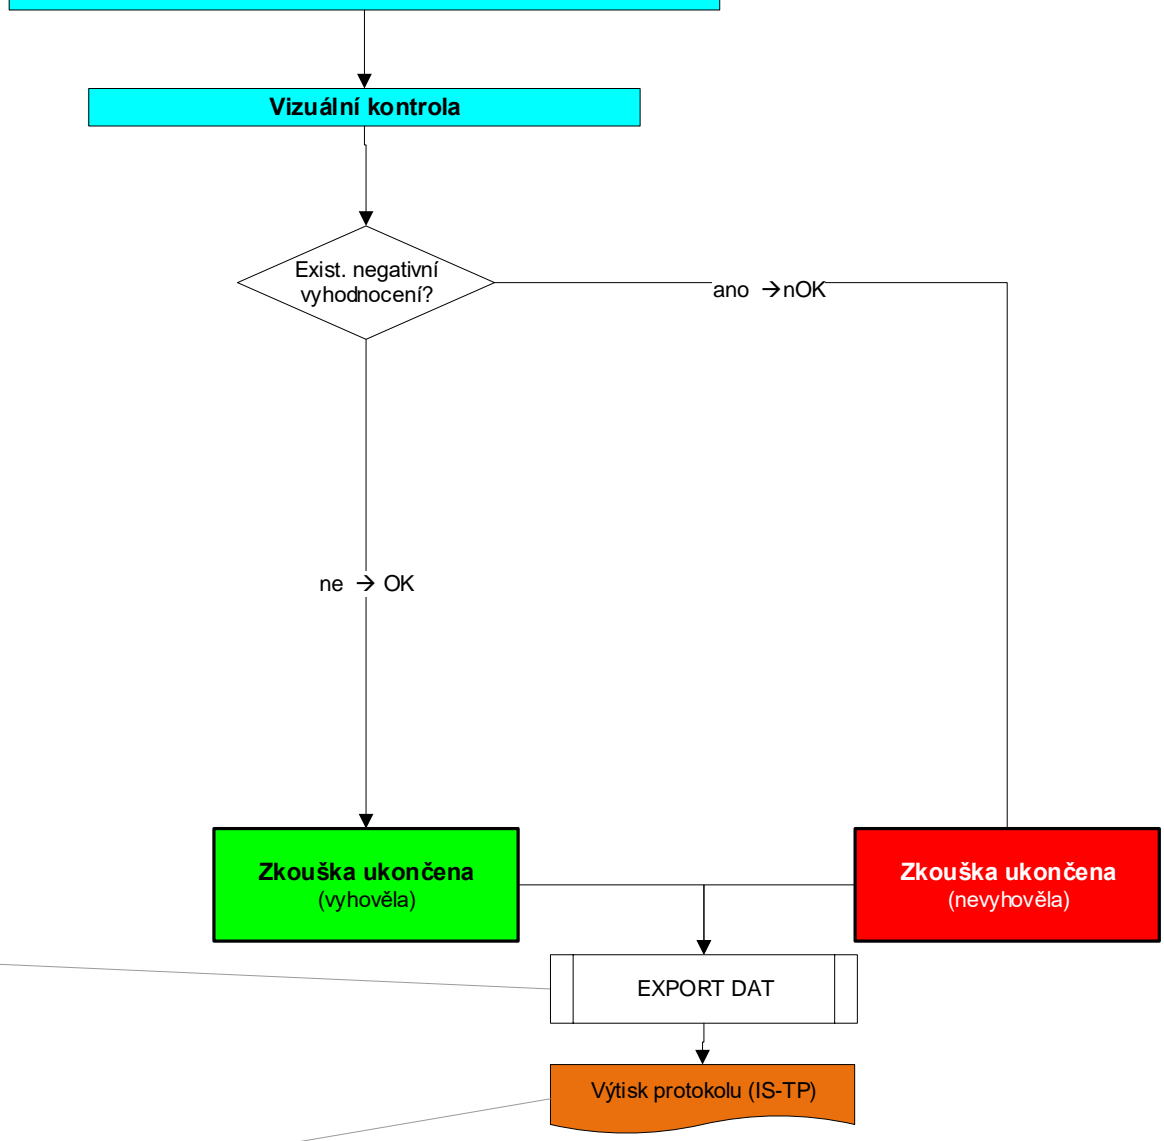 Vizuální kontrola
Exist. negativní
vyhodnocení?
ano → nOK
ne → OK
Zkouška ukončena
(vyhověla)
Zkouška ukončena
(nevyhověla)
EXPORT DAT
Výtisk protokolu (IS-TP)